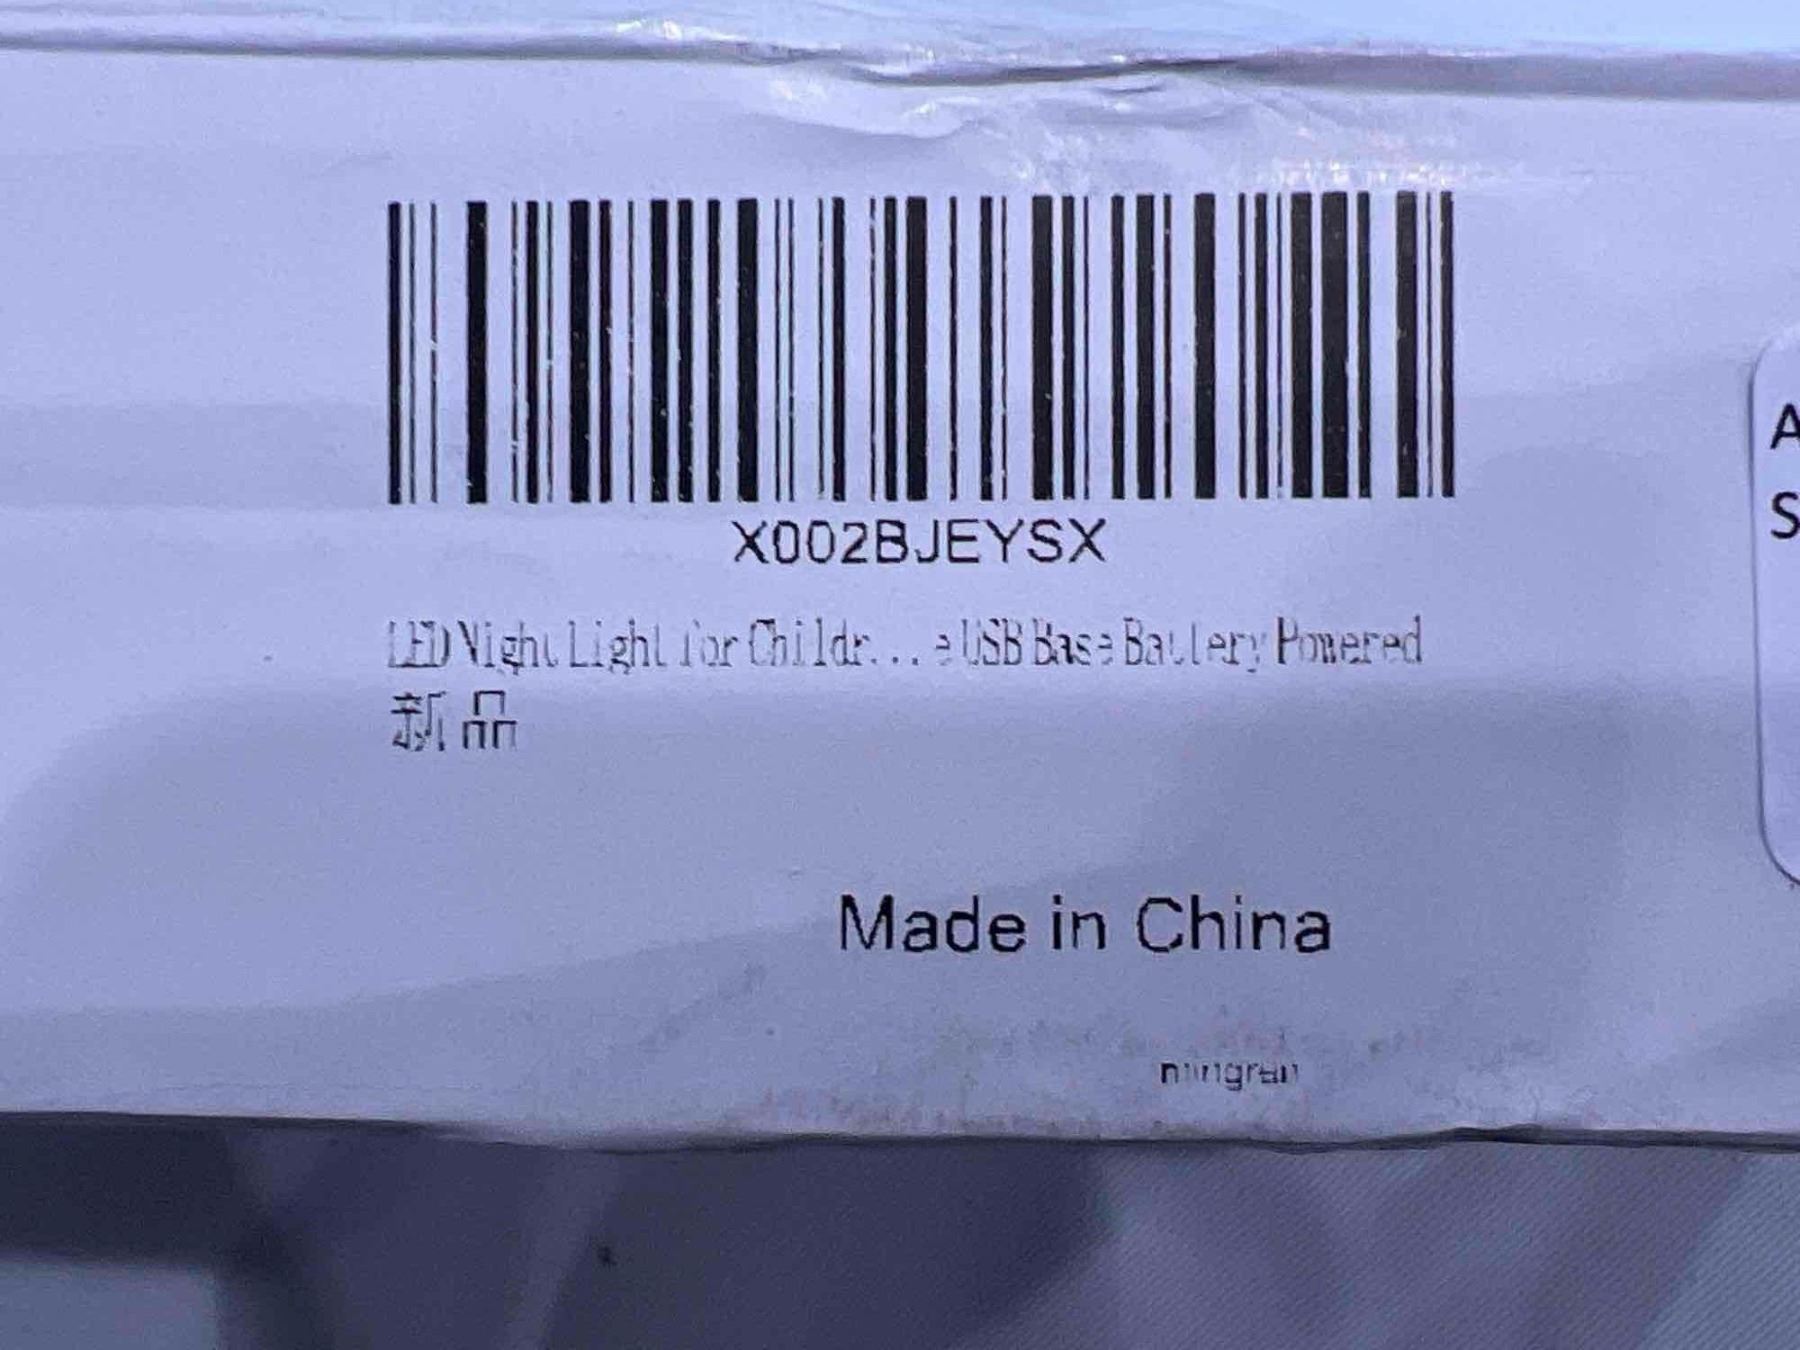 X002BJEYSX
LED Night Light for Childr... e USB Base Battery Powered
新品
Made in China
A
S